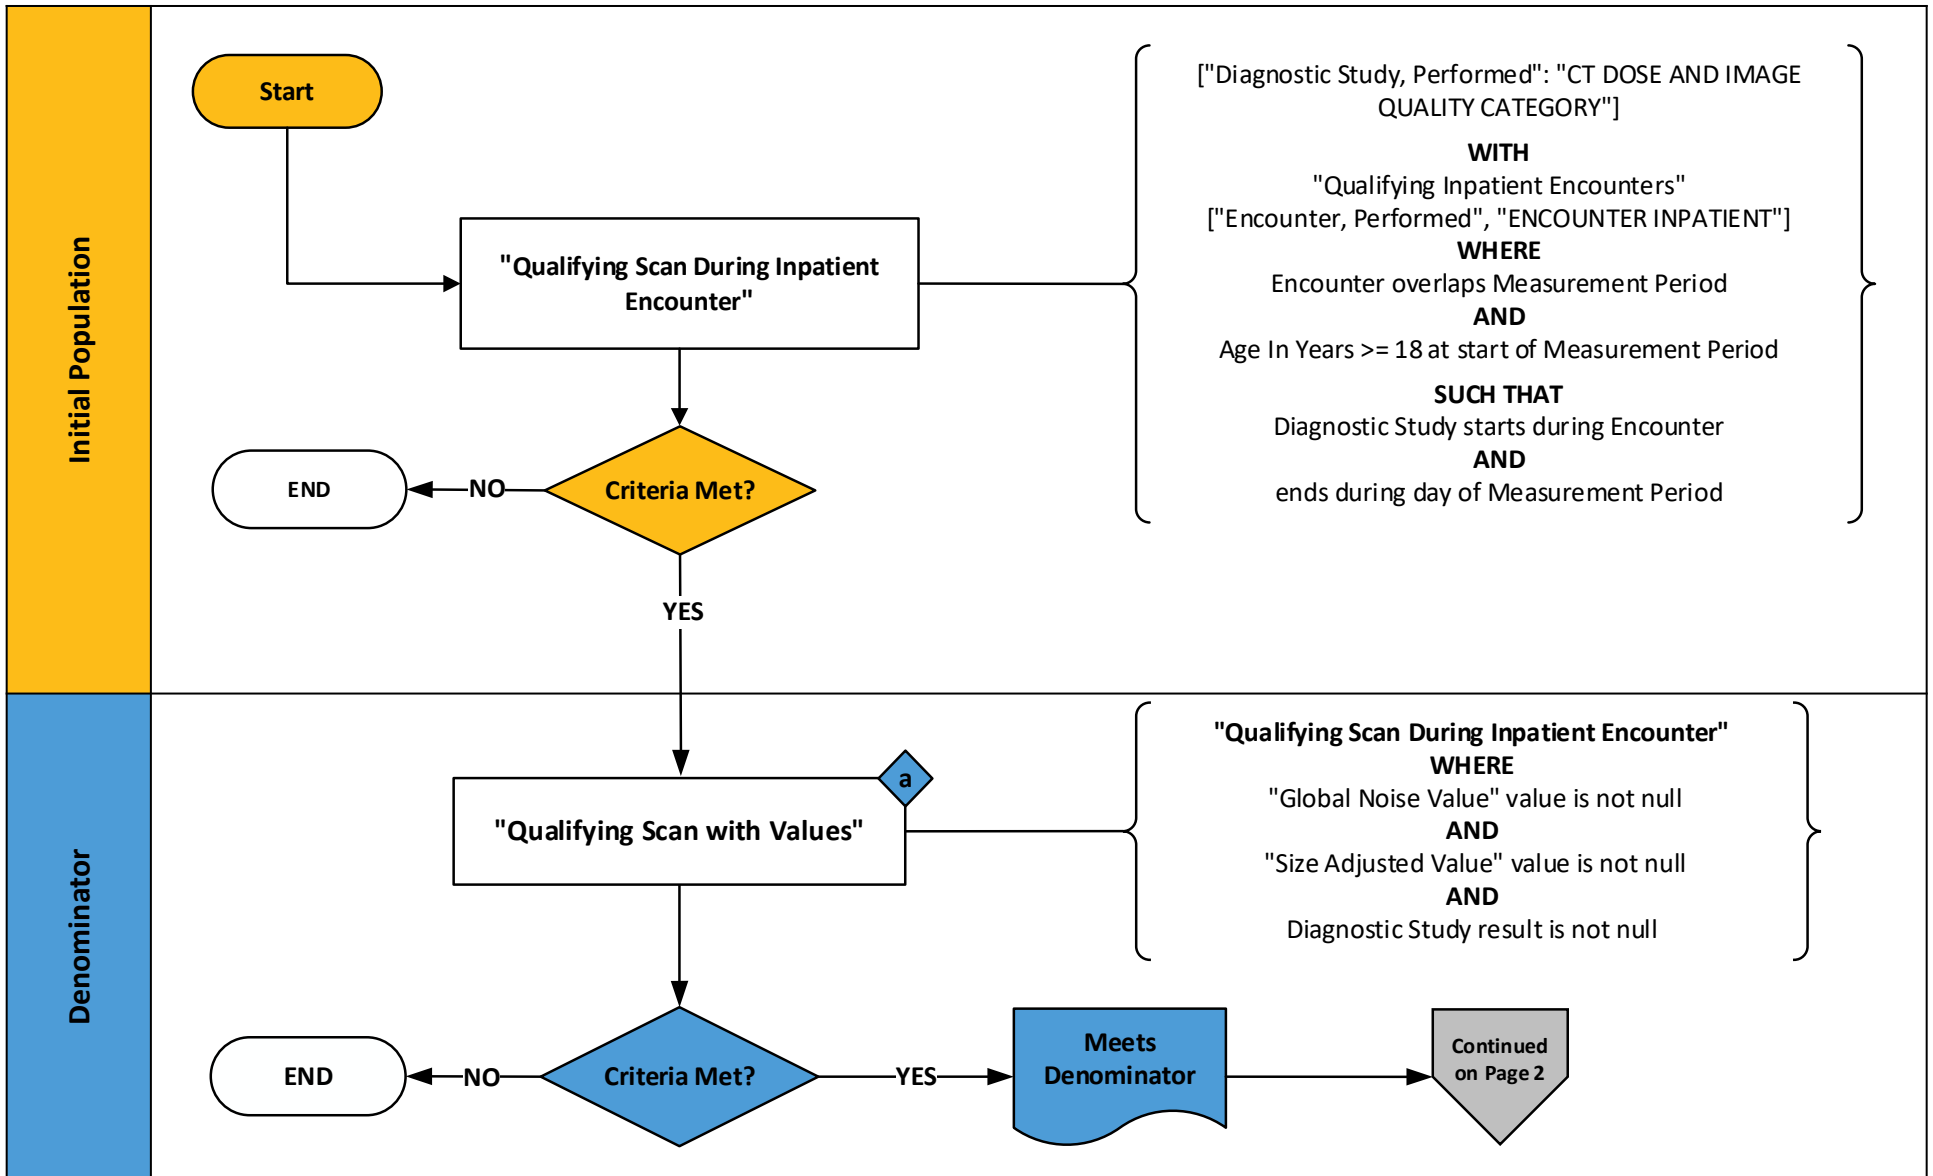 Initial Population
Start
"Qualifying Scan During Inpatient
Encounter"
["Diagnostic Study, Performed": "CT DOSE AND IMAGE
QUALITY CATEGORY"]
WITH
"Qualifying Inpatient Encounters"
["Encounter, Performed", "ENCOUNTER INPATIENT"]
WHERE
Encounter overlaps Measurement Period
AND
Age In Years >= 18 at start of Measurement Period
SUCH THAT
Diagnostic Study starts during Encounter
AND
ends during day of Measurement Period
Criteria Met?
NO
END
YES
Denominator
"Qualifying Scan with Values"
a
"Qualifying Scan During Inpatient Encounter"
WHERE
"Global Noise Value" value is not null
AND
"Size Adjusted Value" value is not null
AND
Diagnostic Study result is not null
Criteria Met?
NO
END
YES
Meets
Denominator
Continued
on Page 2